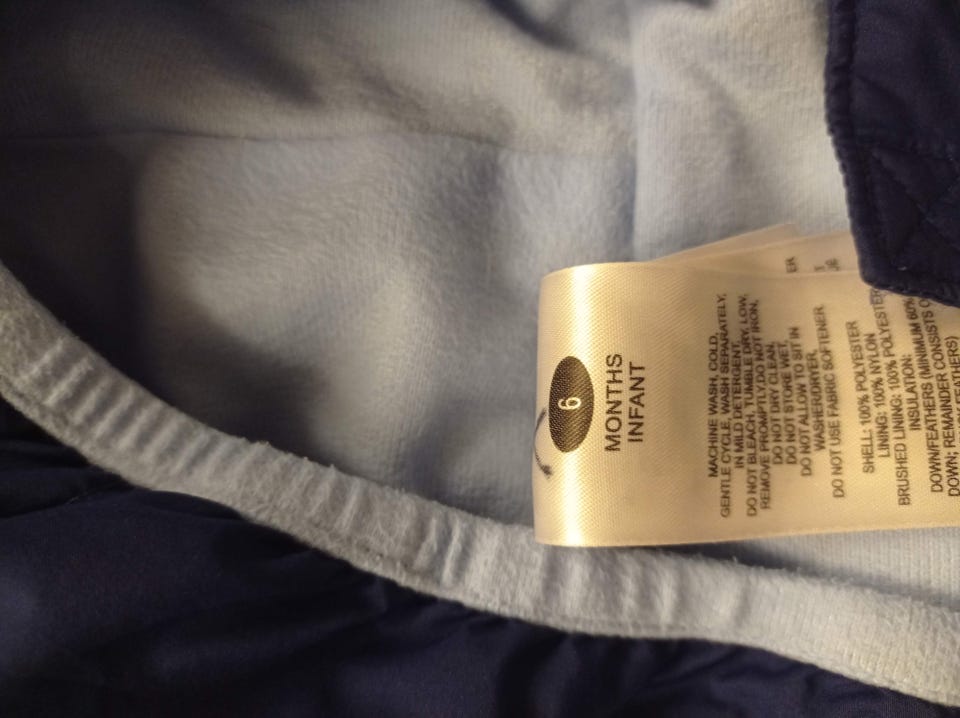 6
MONTHS
INFANT
MACHINE WASH, COLD,
GENTLE CYCLE, WASH SEPARATELY,
IN MILD DETERGENT,
DO NOT BLEACH, TUMBLE DRY, LOW,
REMOVE PROMPTLY,DO NOT IRON,
DO NOT DRY CLEAN,
DO NOT STORE WET,
DO NOT ALLOW TO SIT IN
WASHER/DRYER,
DO NOT USE FABRIC SOFTENER.
SHELL: 100% POLYESTER
LINING: 100% NYLON
BRUSHED LINING: 100% POLYESTER
INSULATION:
DOWN/FEATHERS (MINIMUM 60%
DOWN; REMAINDER CONSISTS
FEATHERS)